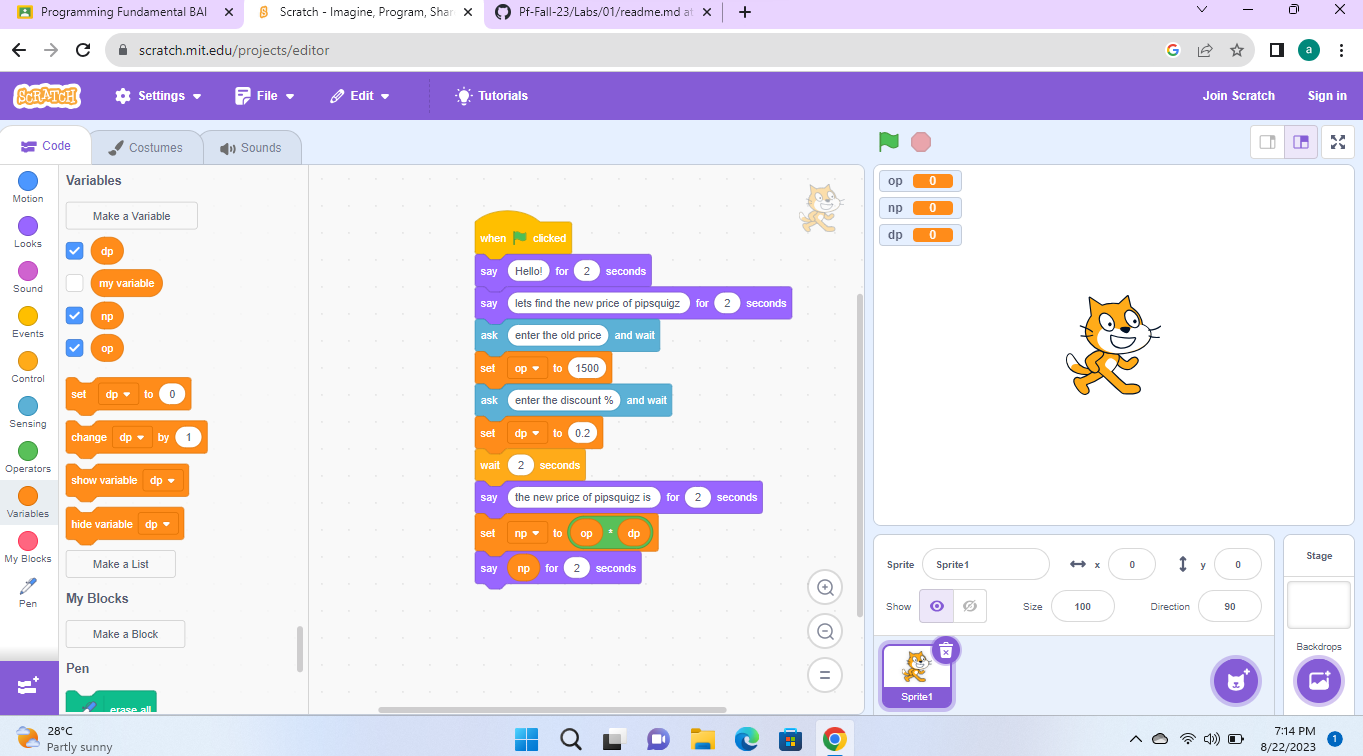 Programming Fundamental BAI
Scratch - Imagine, Program, Shar
Pf-Fall-23/Labs/01/readme.md at
scratch.mit.edu/projects/editor
a
SCRATCH
Settings
File
Edit
Tutorials
Join Scratch
Sign in
Code
Costumes
Sounds
Motion
Looks
Sound
Events
Control
Sensing
Operators
Variables
My Blocks
Pen
Variables
Make a Variable
dp
my variable
np
op
set dp to 0
change dp by 1
show variable dp
hide variable dp
Make a List
My Blocks
Make a Block
Pen
erase all
when clicked
say Hello! for 2 seconds
say lets find the new price of pipsquigz for 2 seconds
ask enter the old price and wait
set op to 1500
ask enter the discount % and wait
set dp to 0.2
wait 2 seconds
say the new price of pipsquigz is for 2 seconds
set np to op * dp
say np for 2 seconds
op 0
np 0
dp 0
Sprite Sprite1 x 0 y 0
Show Size 100 Direction 90
Sprite1
Stage
Backdrops
28°C
Partly sunny
7:14 PM
8/22/2023
1